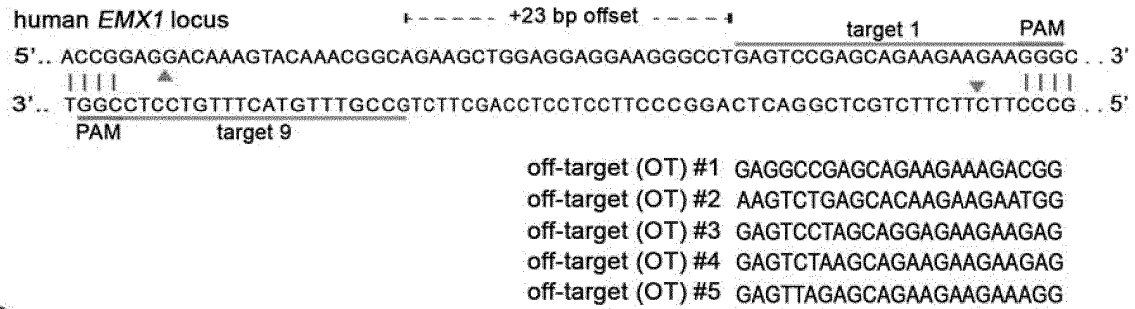 human EMX1 locus
+23 bp offset
target 1 PAM
5'.. ACCGGAGGACAAAGTACAAACGGCAGAAGCTGGAGGAGGAAGGGCCTGAGTCCGAGCAGAAGAAGAAGGGC .. 3'
3'.. TGGCCTCCTGTTTCATGTTTGCCGTCTTCGACCTCCTCCTTCCCGGACTCAGGCTCGTCTTCTTCTTCCCG .. 5'
PAM target 9
off-target (OT) #1 GAGGCCGAGCAGAAGAAAGACGG
off-target (OT) #2 AAGTCTGAGCACAAGAAGAATGG
off-target (OT) #3 GAGTCCTAGCAGGAGAAGAAGAG
off-target (OT) #4 GAGTCTAAGCAGAAGAAGAAGAG
off-target (OT) #5 GAGTTAGAGCAGAAGAAGAAAGG